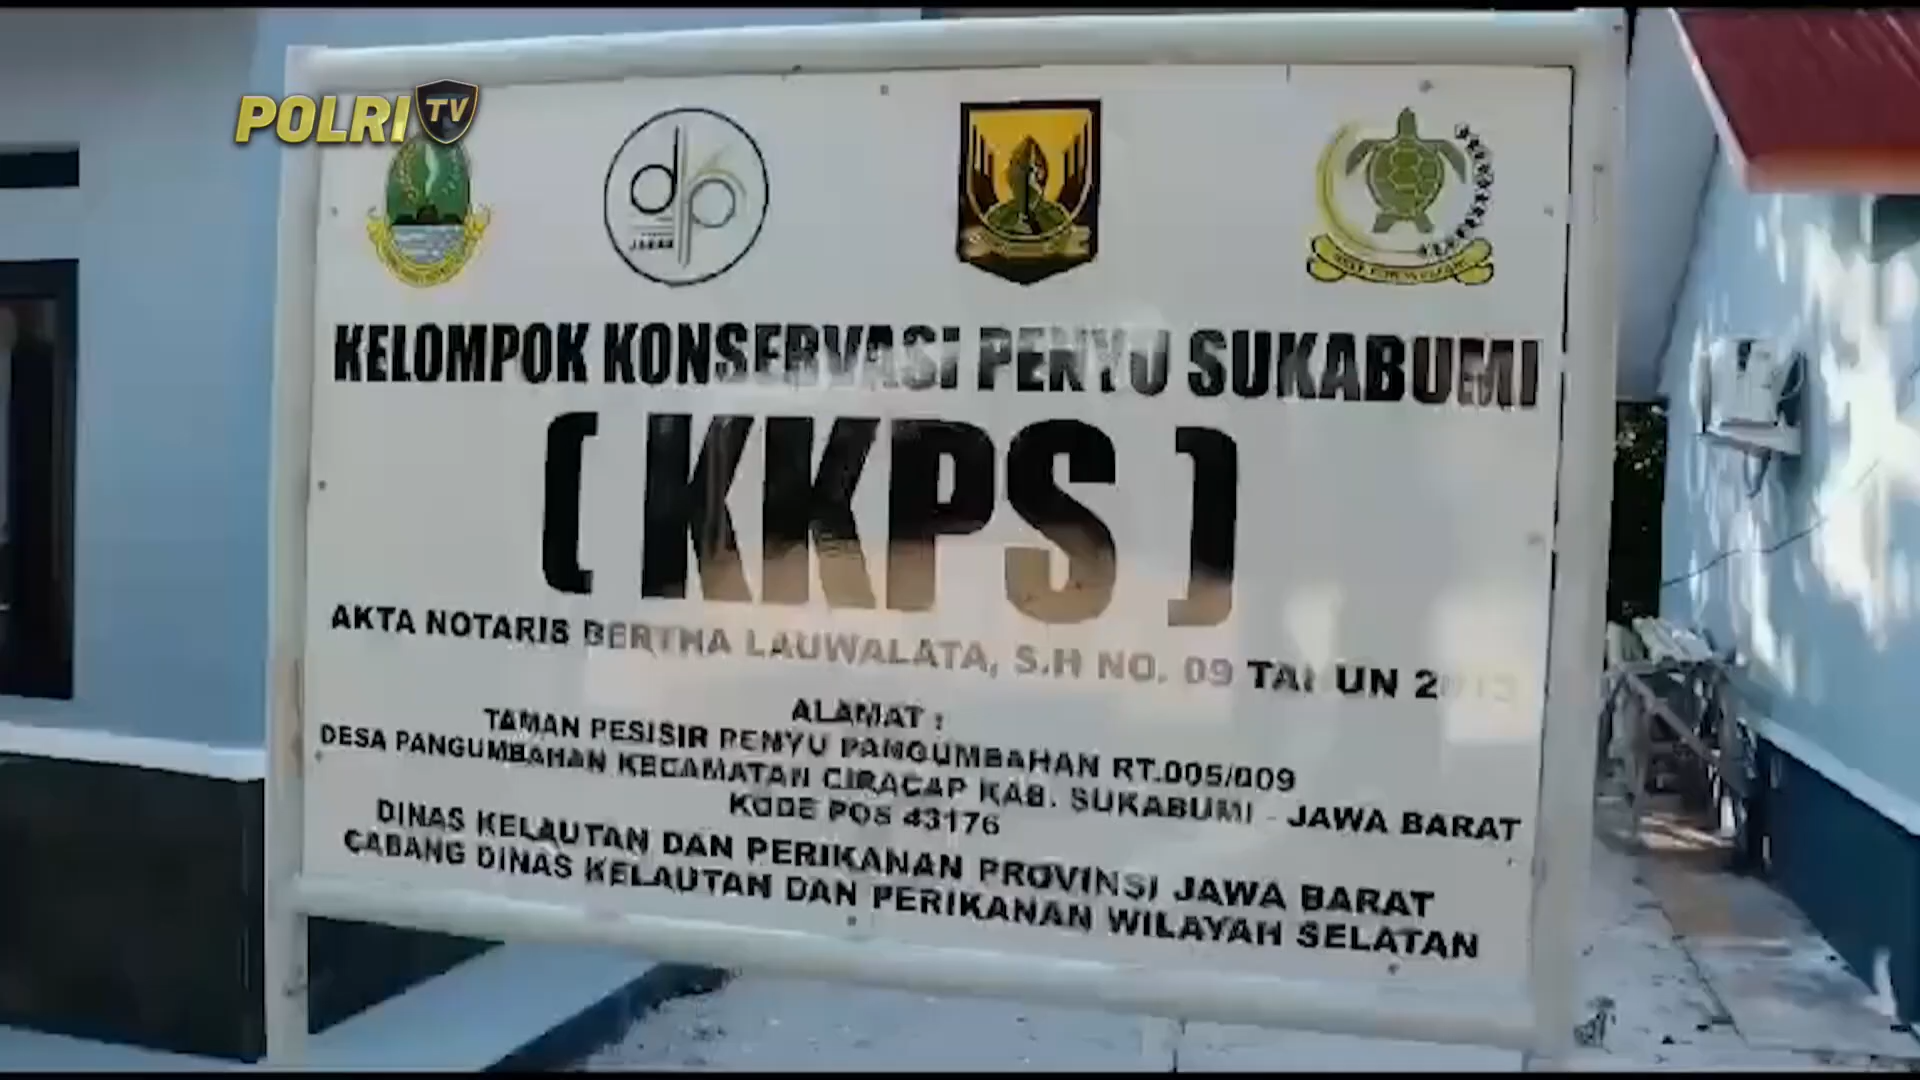 POLRI TV
JABAR
KELOMPOK KONSERVASI PENYU SUKABUMI
(KKPS)
AKTA NOTARIS BERTHA LAUWALATA, S.H NO. 09 TAHUN 2013
ALAMAT :
TAMAN PESISIR PENYU PANGUMBAHAN RT.005/009
DESA PANGUMBAHAN KECAMATAN CIRACAP KAB. SUKABUMI - JAWA BARAT
KODE POS 43176
DINAS KELAUTAN DAN PERIKANAN PROVINSI JAWA BARAT
CABANG DINAS KELAUTAN DAN PERIKANAN WILAYAH SELATAN